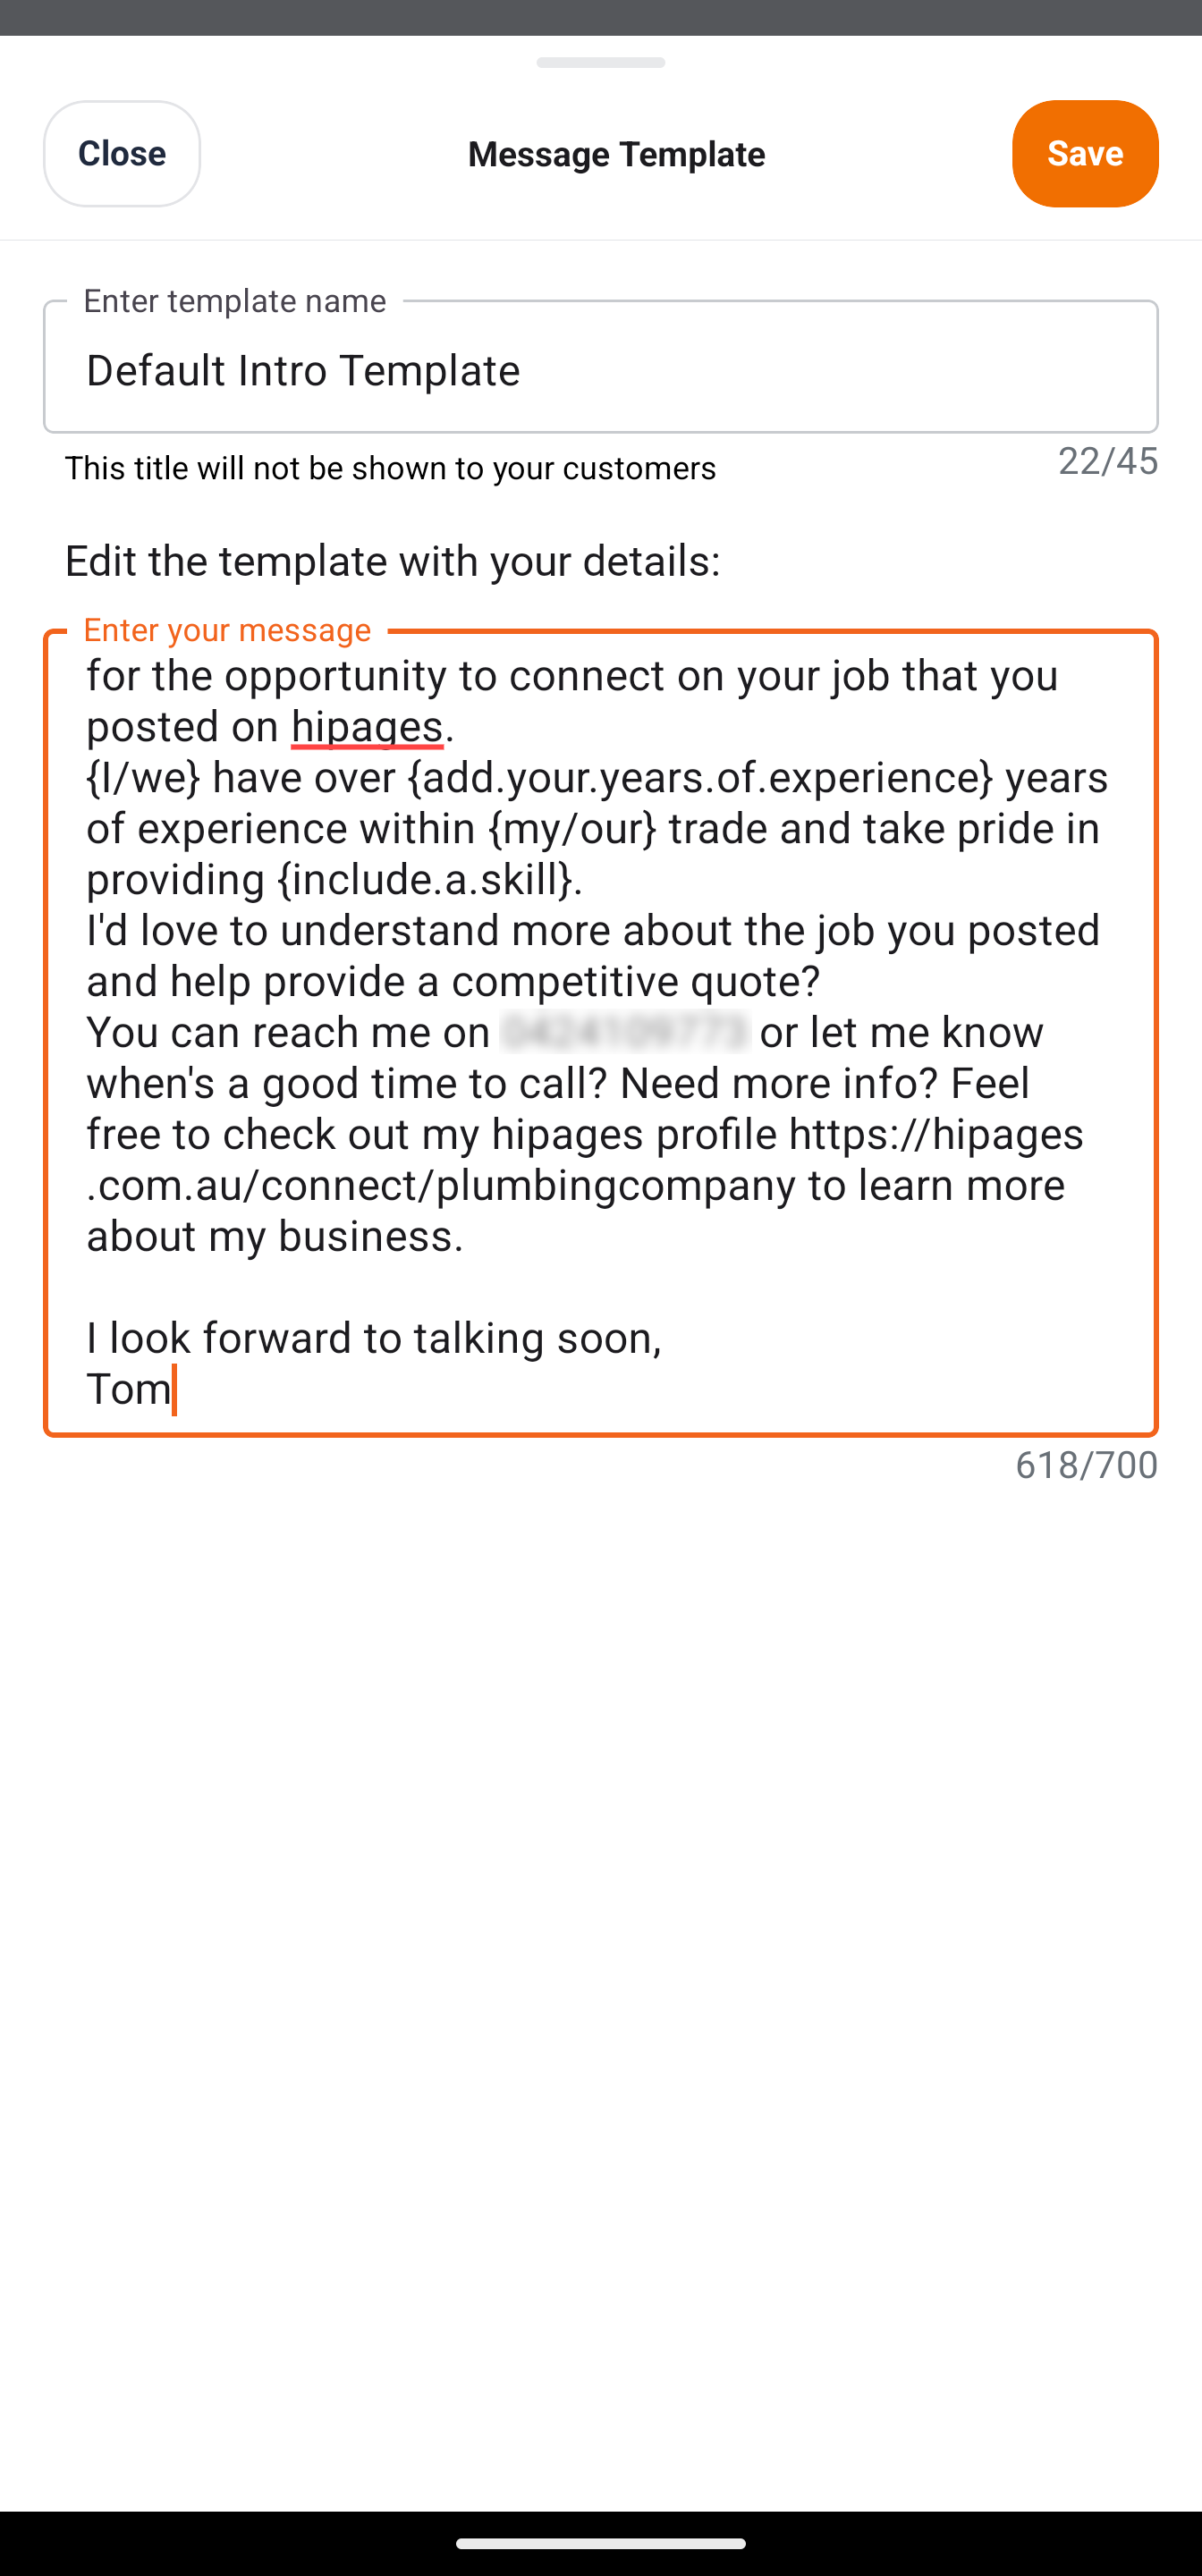 Close
Message Template
Save
Enter template name
Default Intro Template
This title will not be shown to your customers
22/45
Edit the template with your details:
Enter your message
for the opportunity to connect on your job that you
posted on hipages.
{I/we} have over {add.your.years.of.experience} years
of experience within {my/our} trade and take pride in
providing {include.a.skill}.
I'd love to understand more about the job you posted
and help provide a competitive quote?
You can reach me on or let me know
when's a good time to call? Need more info? Feel
free to check out my hipages profile https://hipages
.com.au/connect/plumbingcompany to learn more
about my business.
I look forward to talking soon,
Tom
618/700